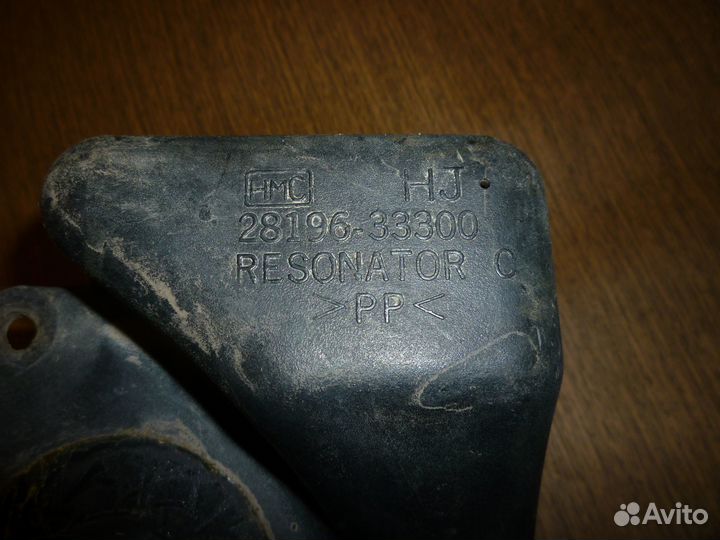 HMC HJ
28196-33300
RESONATOR C
>PP<
Avito